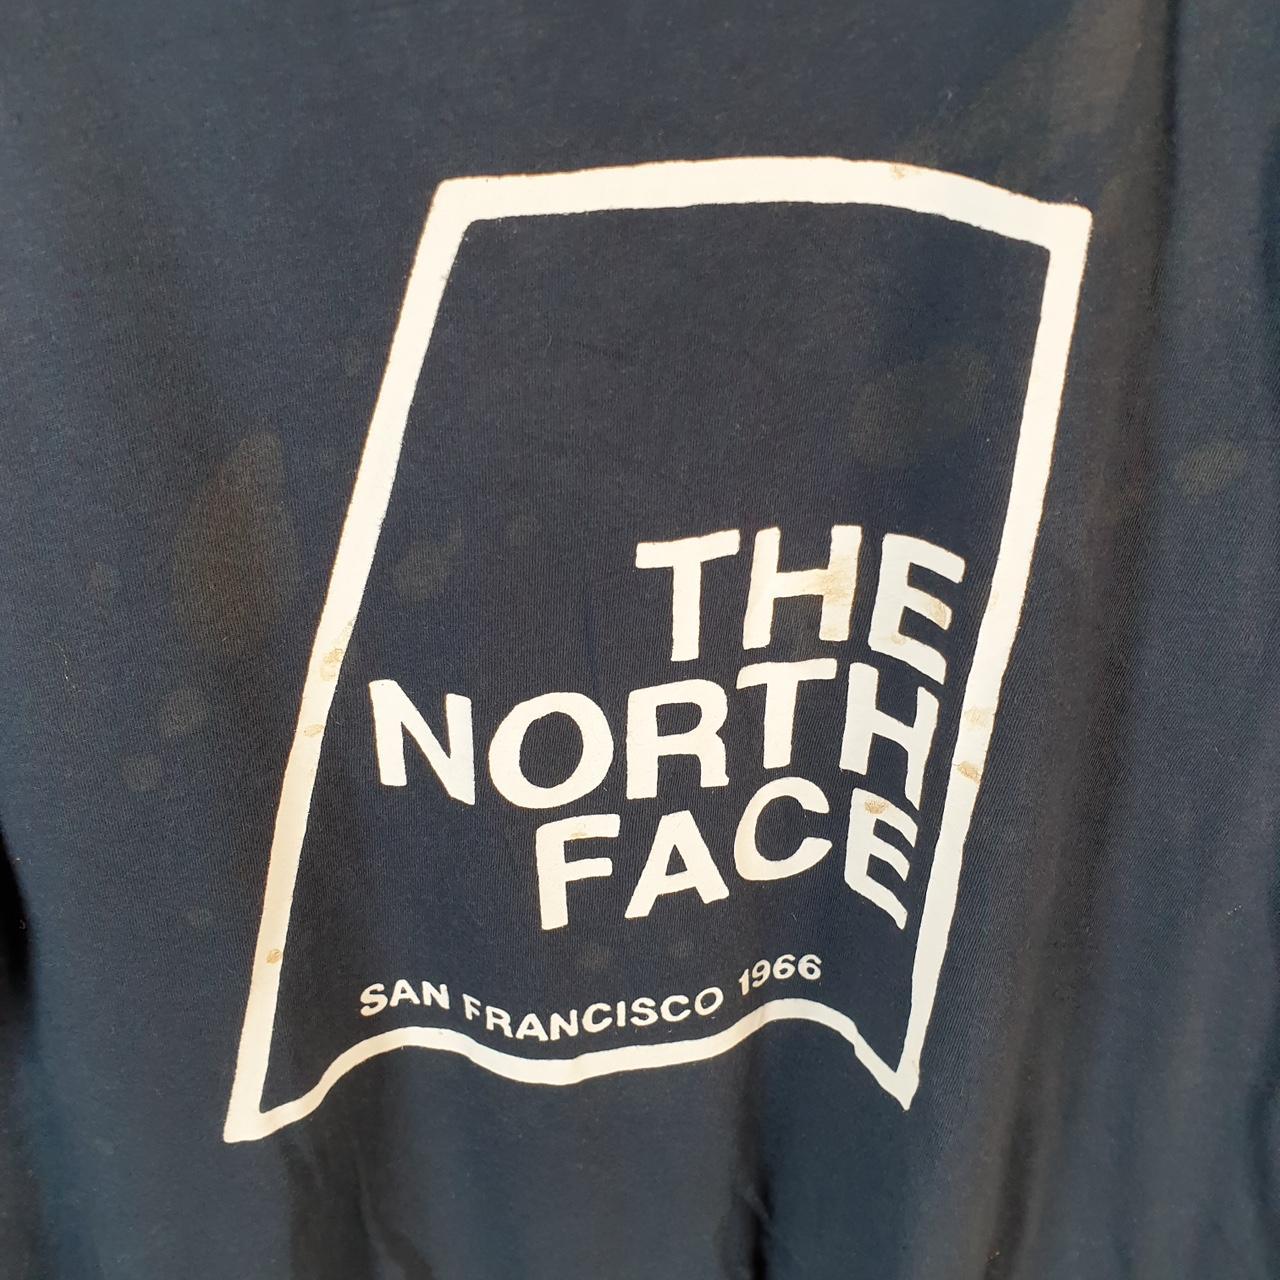 THE
NORTH
FACE
SAN FRANCISCO 1966